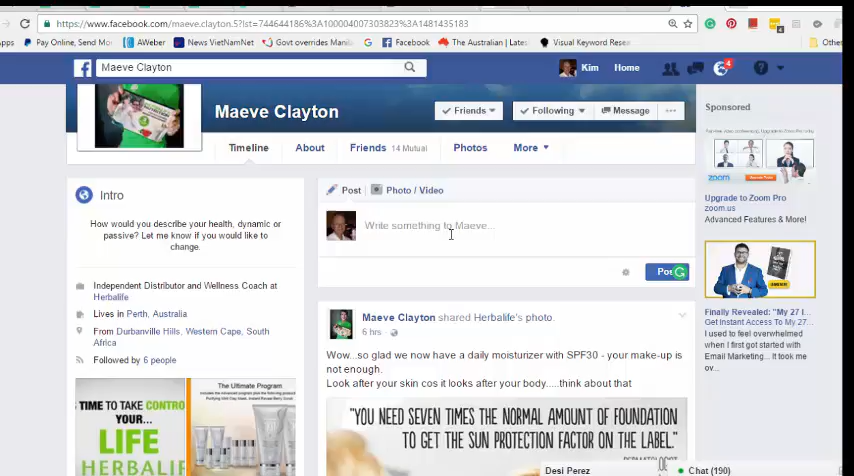 https://www.facebook.com/maeve.clayton.5?lst=744644186%3A100004007303823%3A1481435183
Apps
Pay Online, Send Mon
AWeber
News VietNamNet
Govt overrides Manila
Facebook
The Australian | Lates
Visual Keyword Resea
Othe
Maeve Clayton
Kim
Home
4
Maeve Clayton
Friends
Following
Message
...
Timeline
About
Friends 14 Mutual
Photos
More
Sponsored
zoom
Upgrade to Zoom Pro
zoom.us
Advanced Features & More!
Intro
How would you describe your health, dynamic or
passive? Let me know if you would like to
change.
Independent Distributor and Wellness Coach at
Herbalife
Lives in Perth, Australia
From Durbanville Hills, Western Cape, South
Africa
Followed by 6 people
TIME TO TAKE CONTRO
YOUR...
LIFE
HERBALIF
The Ultimate Program
Post
Photo / Video
Write something to Maeve...
Pos
Maeve Clayton shared Herbalife's photo.
6 hrs
Wow...so glad we now have a daily moisturizer with SPF30 - your make-up is
not enough.
Look after your skin cos it looks after your body.....think about that
"YOU NEED SEVEN TIMES THE NORMAL AMOUNT OF FOUNDATION
TO GET THE SUN PROTECTION FACTOR ON THE LABEL."
Finally Revealed: "My 27 I...
Get Instant Access To My 27...
I used to feel overwhelmed
when I first got started with
Email Marketing... It took me
ov...
Desi Perez
Chat (190)